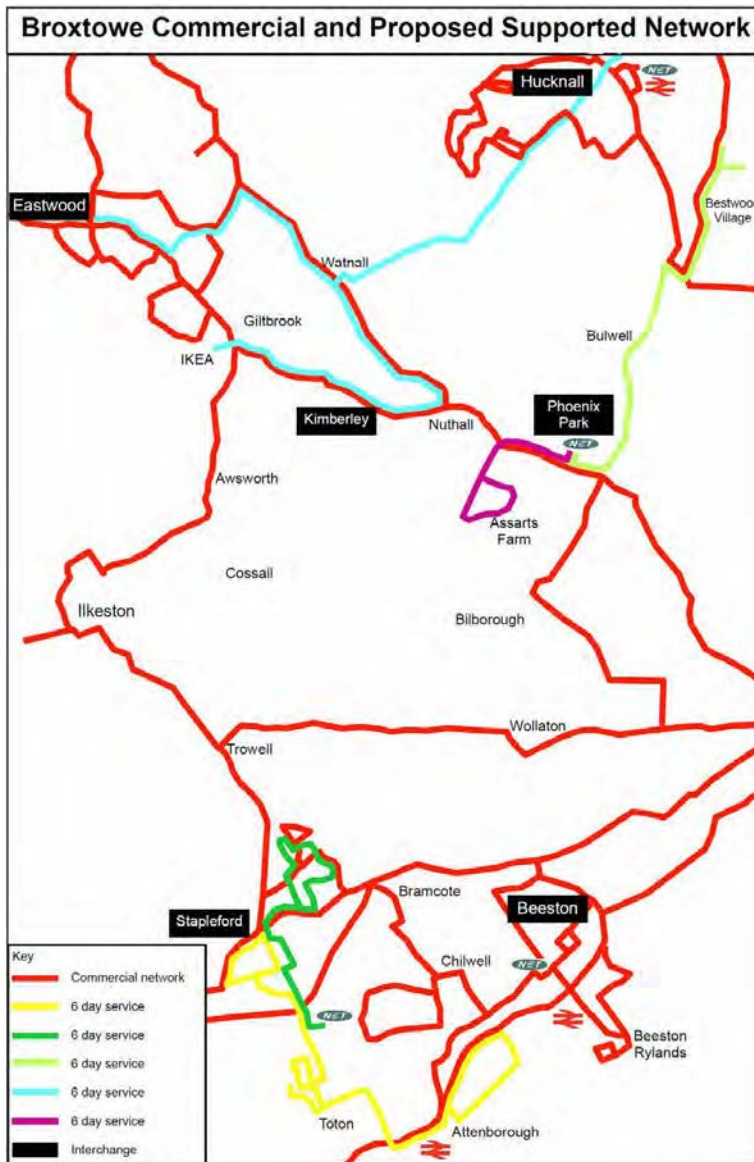 Broxtowe Commercial and Proposed Supported Network
Hucknall
NET
Eastwood
Bestwood
Village
Watnall
Giltbrook
Bulwell
IKEA
Kimberley
Nuthall
Phoenix
Park
NET
Awsworth
Assarts
Farm
Cossall
Ilkeston
Bilborough
Wollaton
Trowell
Bramcote
Beeston
Stapleford
Chilwell
NET
NET
Beeston
Rylands
Toton
Attenborough
Key
Commercial network
6 day service
6 day service
6 day service
6 day service
6 day service
Interchange